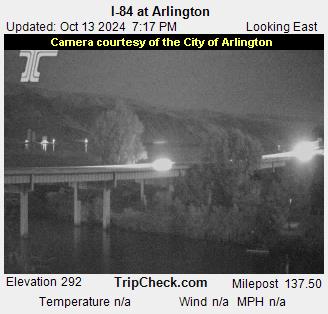 I-84 at Arlington
Updated: Oct 13 2024 7:17 PM Looking East
Camera courtesy of the City of Arlington
Elevation 292 TripCheck.com Milepost 137.50
Temperature n/a Wind n/a MPH n/a